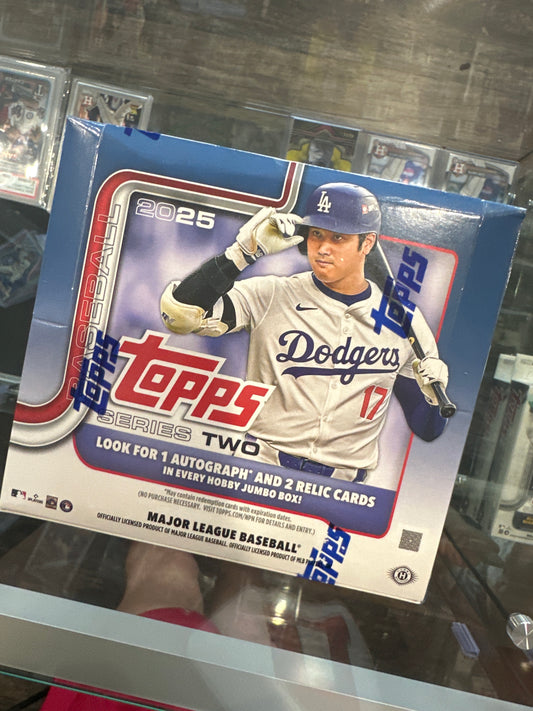 2025
BASEBALL
LA
topps
topps
Dodgers
17
topps
SERIES TWO
LOOK FOR 1 AUTOGRAPH* AND 2 RELIC CARDS
IN EVERY HOBBY JUMBO BOX!
*May contain redemption cards with expiration dates.
(NO PURCHASE NECESSARY. VISIT TOPPS.COM/NPN FOR DETAILS AND ENTRY.)
MAJOR LEAGUE BASEBALL®
OFFICIALLY LICENSED PRODUCT OF MAJOR LEAGUE BASEBALL. OFFICIALLY LICENSED PRODUCT OF MLB
topps
H